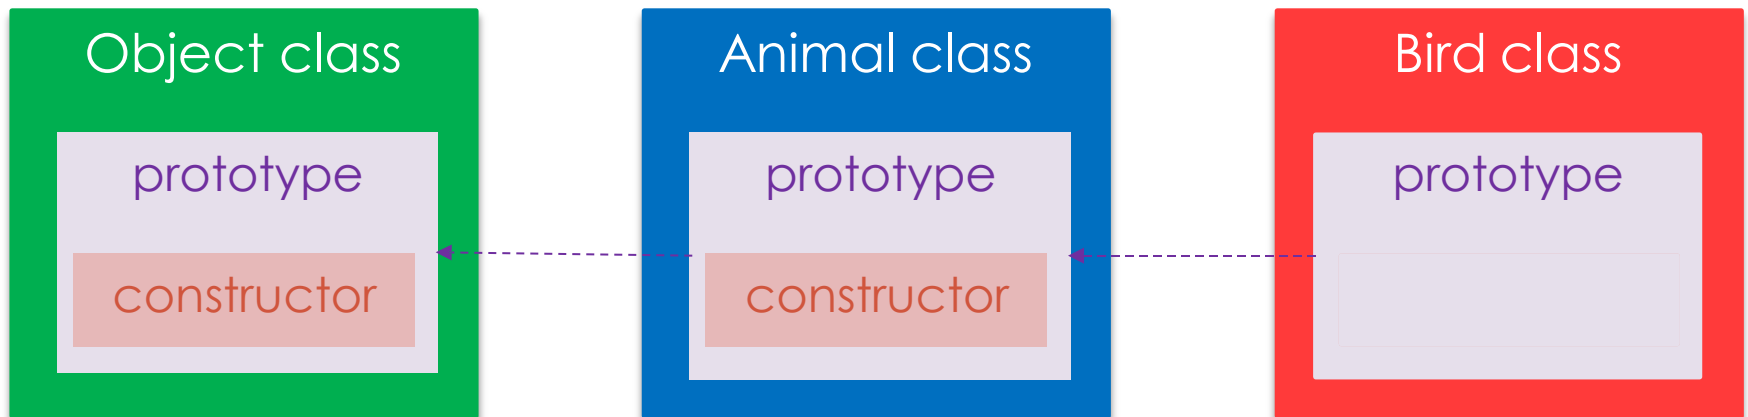 Object class
prototype
constructor
Animal class
prototype
constructor
Bird class
prototype